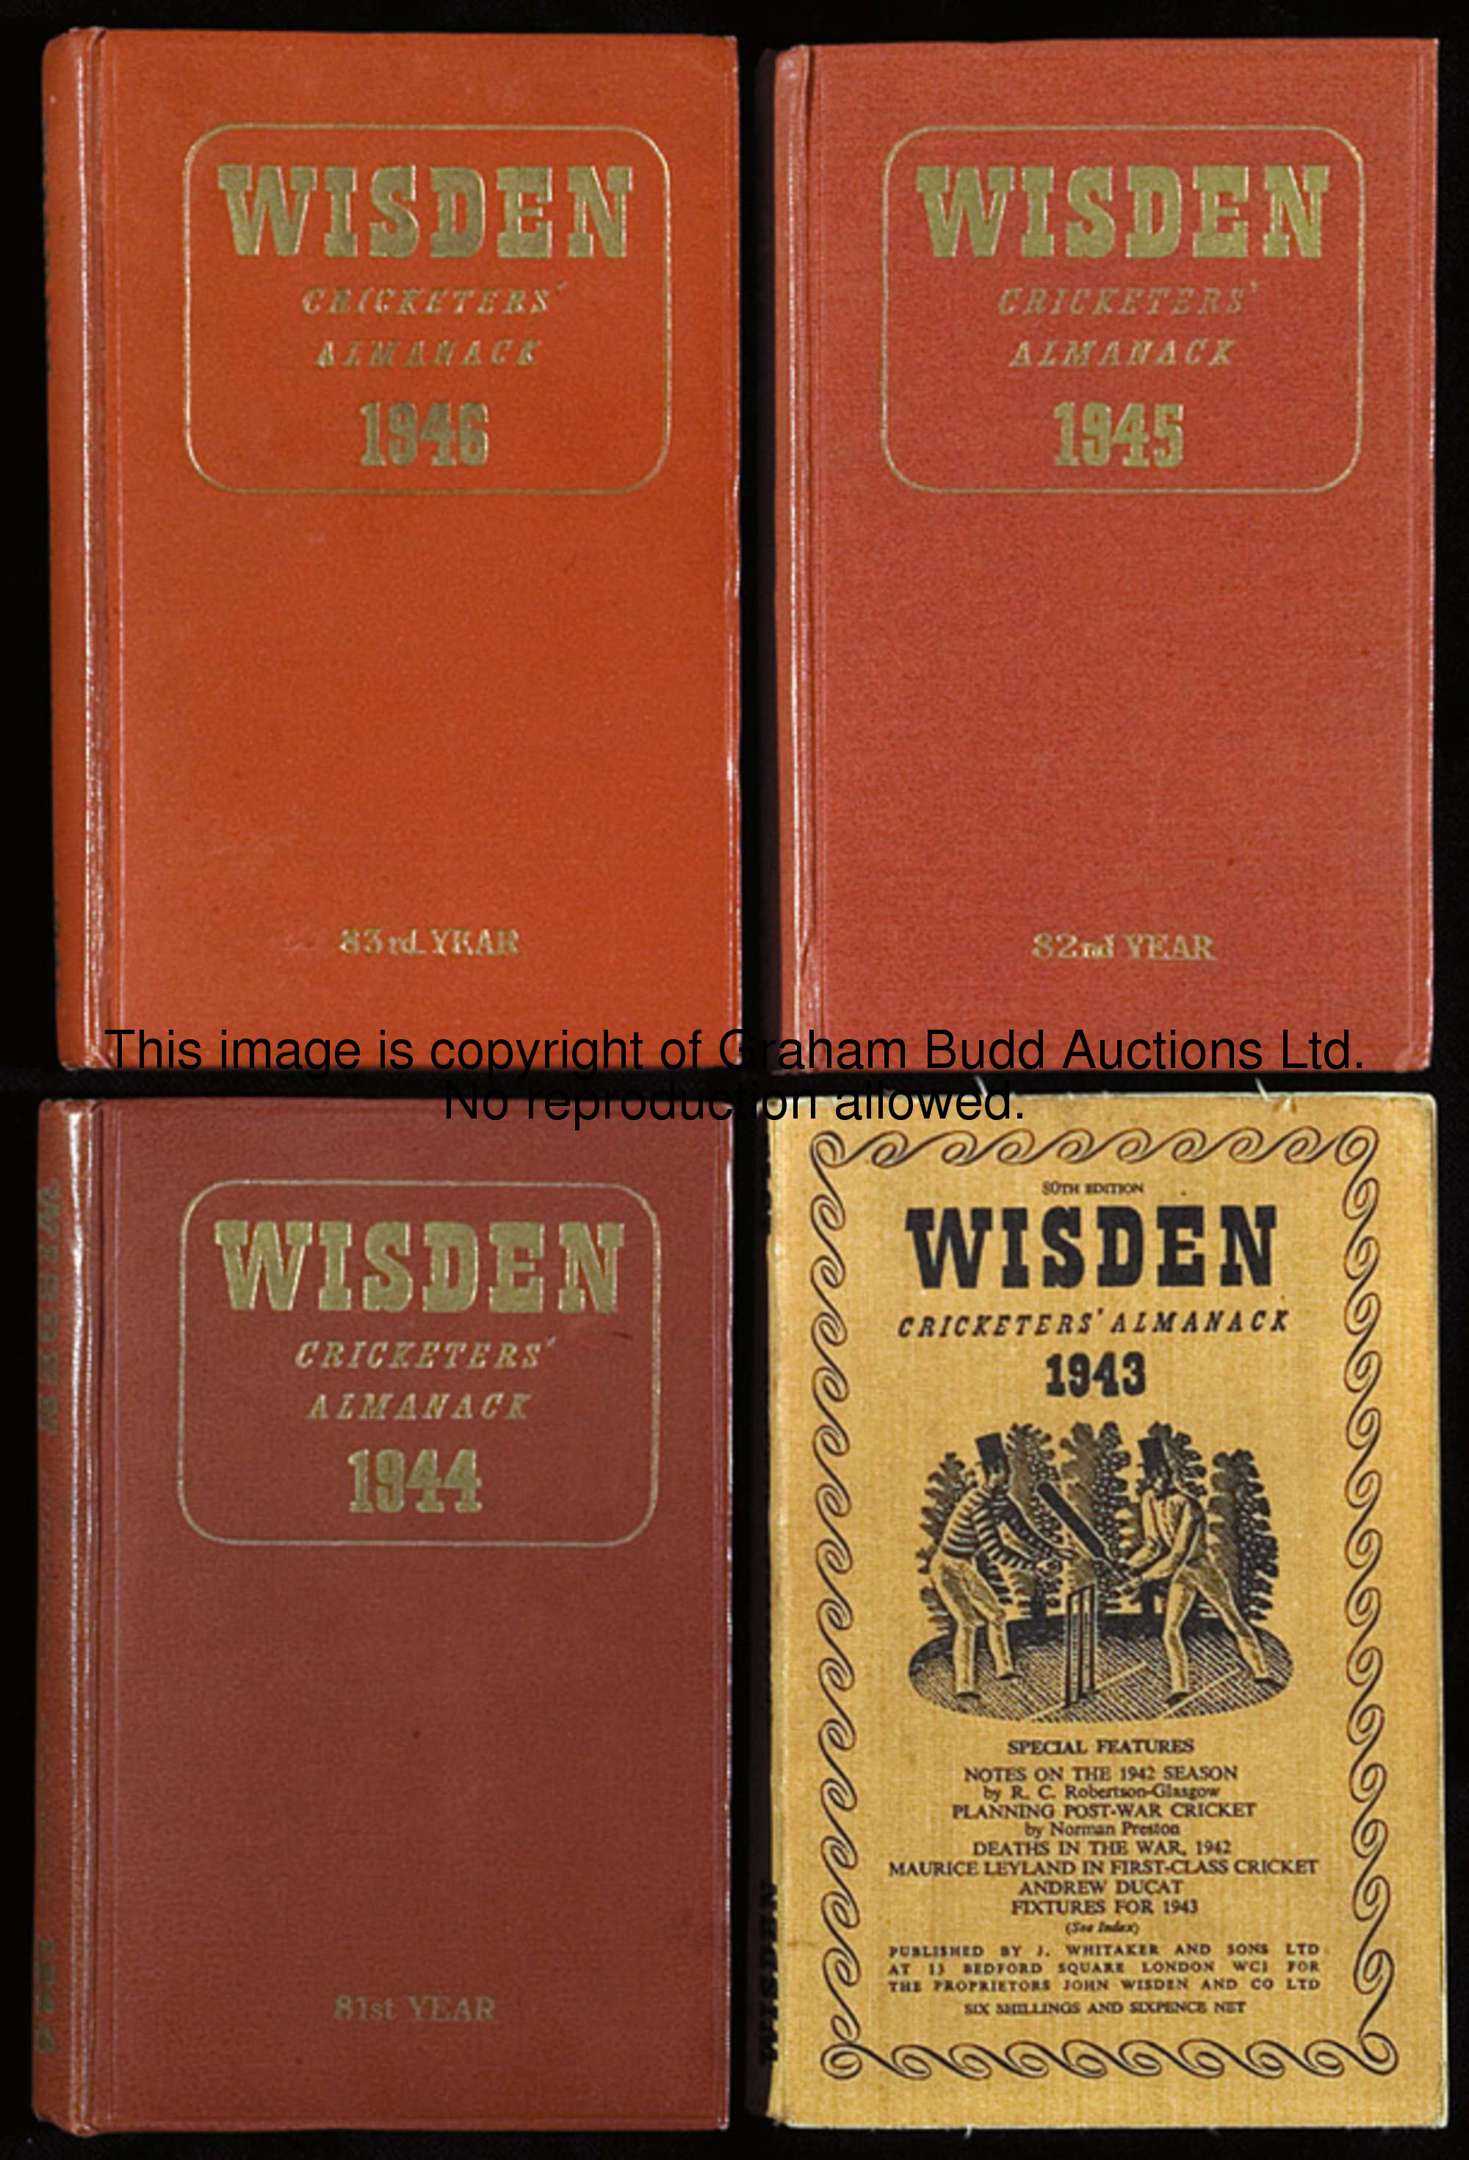 WISDEN
CRICKETERS'
ALMANACK
1946
83rd YEAR
WISDEN
CRICKETERS'
ALMANACK
1945
82nd YEAR
This image is copyright of Graham Budd Auctions Ltd.
No reproduction allowed.
WISDEN
CRICKETERS'
ALMANACK
1944
81st YEAR
80TH EDITION
WISDEN
CRICKETERS' ALMANACK
1943
SPECIAL FEATURES
NOTES ON THE 1942 SEASON
by R. C. Robertson-Glasgow
PLANNING POST-WAR CRICKET
by Norman Preston
DEATHS IN THE WAR, 1942
MAURICE LEYLAND IN FIRST-CLASS CRICKET
ANDREW DUCAT
FIXTURES FOR 1943
(See Index)
PUBLISHED BY J. WHITAKER AND SONS LTD
AT 13 BEDFORD SQUARE LONDON WC1 FOR
THE PROPRIETORS JOHN WISDEN AND CO LTD
SIX SHILLINGS AND SIXPENCE NET
WISDEN